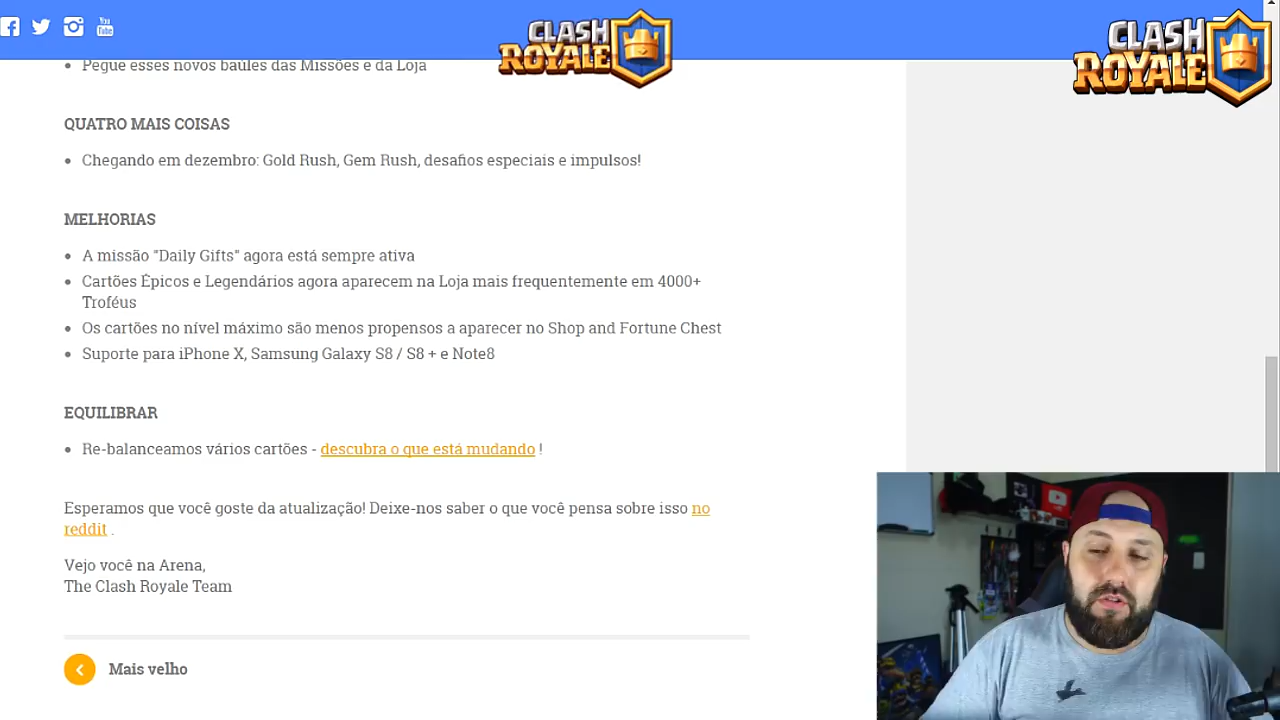 CLASH
ROYALE
CLASH
ROYALE
You
Tube
Pegue esses novos baúles das Missões e da Loja
QUATRO MAIS COISAS
Chegando em dezembro: Gold Rush, Gem Rush, desafios especiais e impulsos!
MELHORIAS
A missão "Daily Gifts" agora está sempre ativa
Cartões Épicos e Legendários agora aparecem na Loja mais frequentemente em 4000+
Troféus
Os cartões no nível máximo são menos propensos a aparecer no Shop and Fortune Chest
Suporte para iPhone X, Samsung Galaxy S8 / S8 + e Note8
EQUILIBRAR
Re-balanceamos vários cartões - descubra o que está mudando !
Esperamos que você goste da atualização! Deixe-nos saber o que você pensa sobre isso no
reddit .
Vejo você na Arena,
The Clash Royale Team
Mais velho